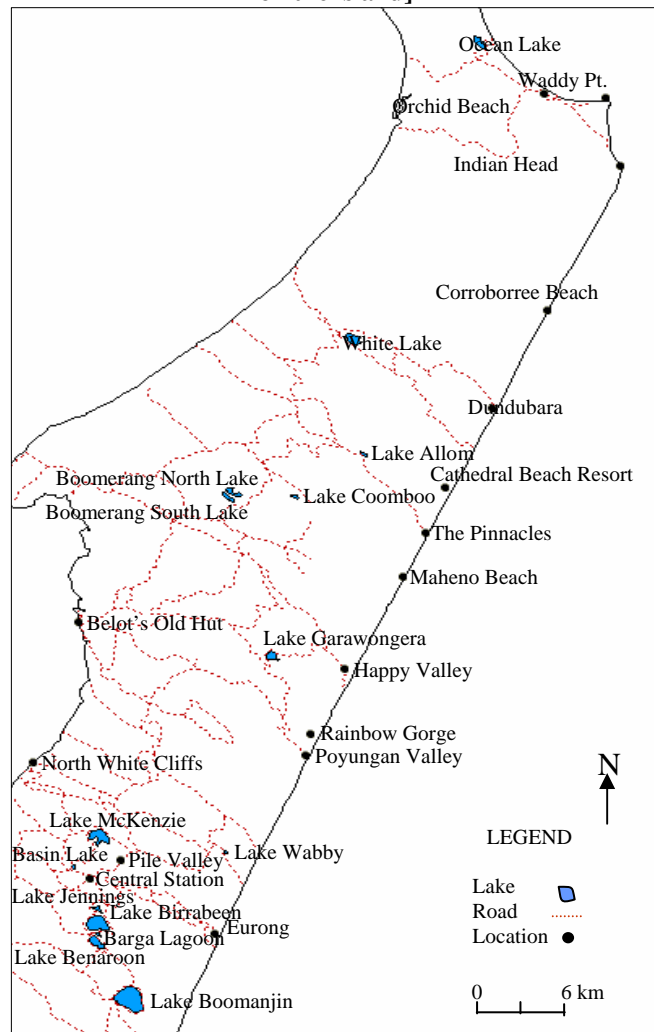 Ocean Lake
Waddy Pt.
Orchid Beach
Indian Head
Corroborree Beach
White Lake
Dundubara
Lake Allom
Boomerang North Lake
Cathedral Beach Resort
Lake Coomboo
Boomerang South Lake
The Pinnacles
Maheno Beach
Belot's Old Hut
Lake Garawongera
Happy Valley
Rainbow Gorge
Poyungan Valley
North White Cliffs
N
Lake McKenzie
LEGEND
Basin Lake
Lake Wabby
Pile Valley
Central Station
Lake
Lake Jennings
Lake Birrabeen
Road
Eurong
Barga Lagoon
Location
Lake Benaroon
Lake Boomanjin
0 6 km